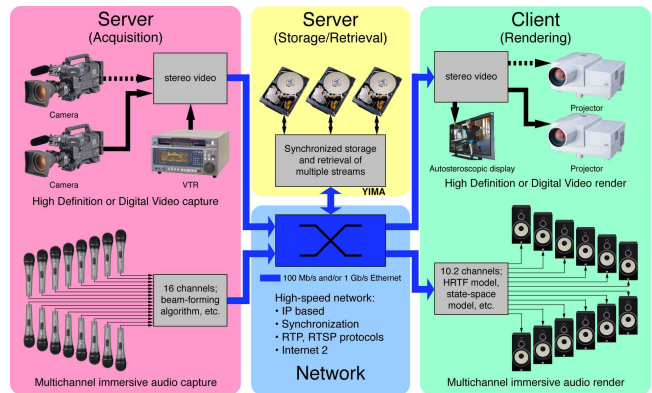 Server
(Acquisition)
Camera
Camera
stereo video
VTR
High Definition or Digital Video capture
16 channels;
beam-forming
algorithm, etc.
Multichannel immersive audio capture
Server
(Storage/Retrieval)
Synchronized storage
and retrieval of
multiple streams
YIMA
100 Mb/s and/or 1 Gb/s Ethernet
High-speed network:
• IP based
• Synchronization
• RTP, RTSP protocols
• Internet 2
Network
Client
(Rendering)
stereo video
Projector
Projector
Autosteroscopic display
High Definition or Digital Video render
10.2 channels;
HRTF model,
state-space
model, etc.
Multichannel immersive audio render